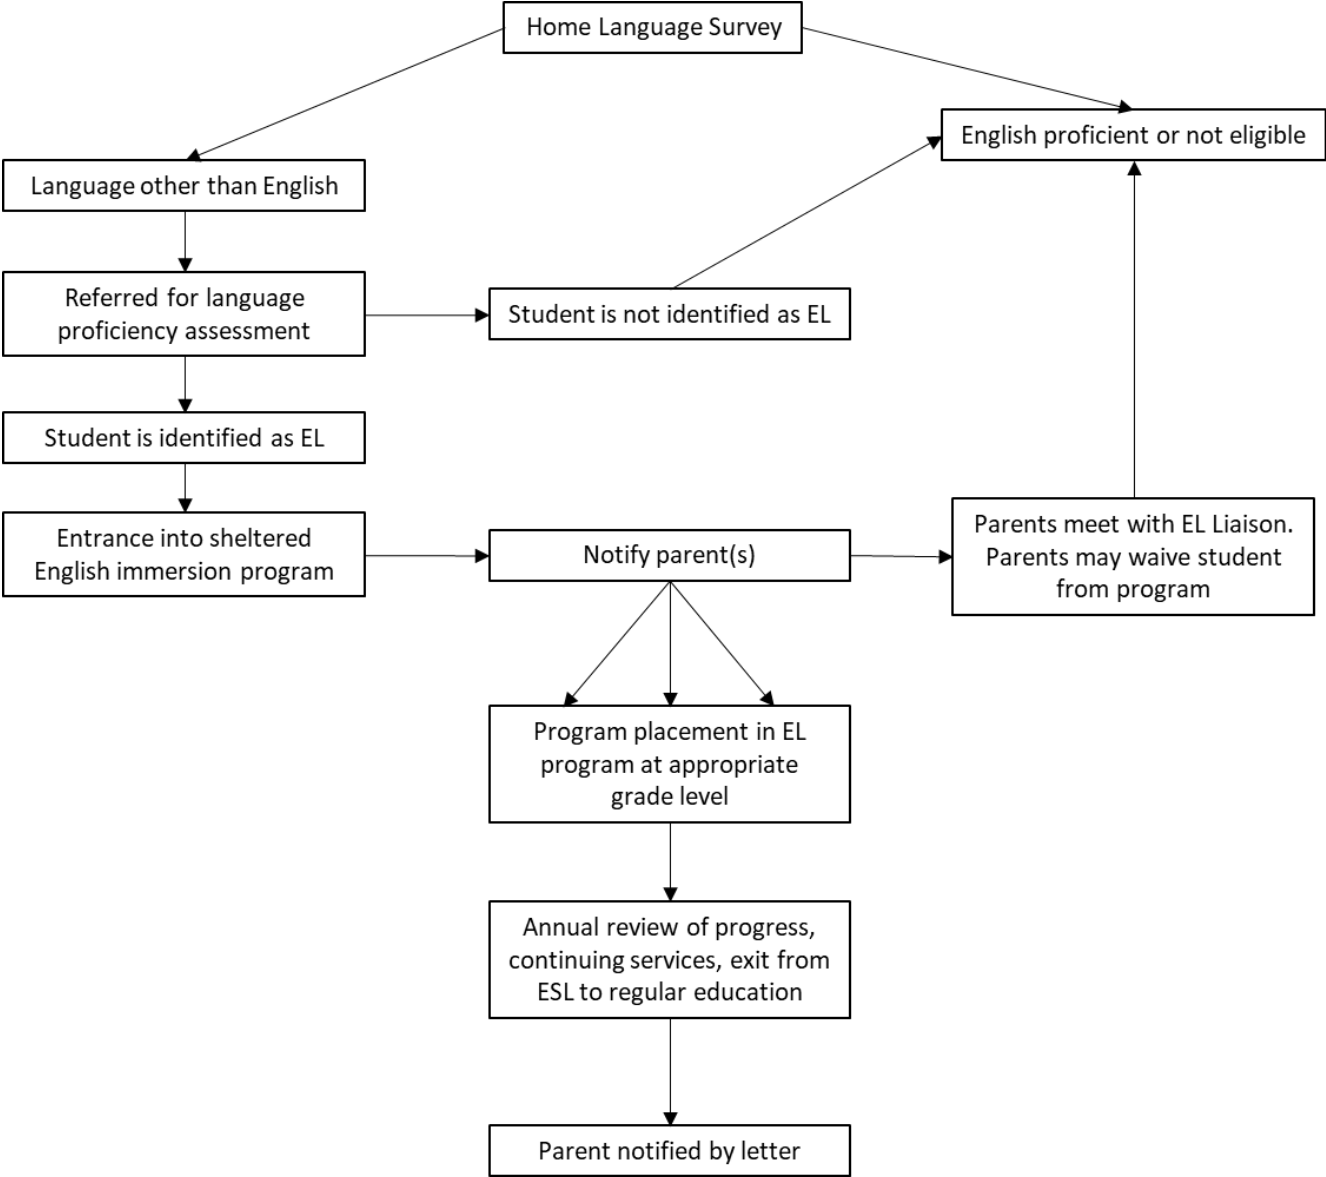 Home Language Survey
English proficient or not eligible
Language other than English
Referred for language
proficiency assessment
Student is not identified as EL
Student is identified as EL
Entrance into sheltered
English immersion program
Notify parent(s)
Parents meet with EL Liaison.
Parents may waive student
from program
Program placement in EL
program at appropriate
grade level
Annual review of progress,
continuing services, exit from
ESL to regular education
Parent notified by letter